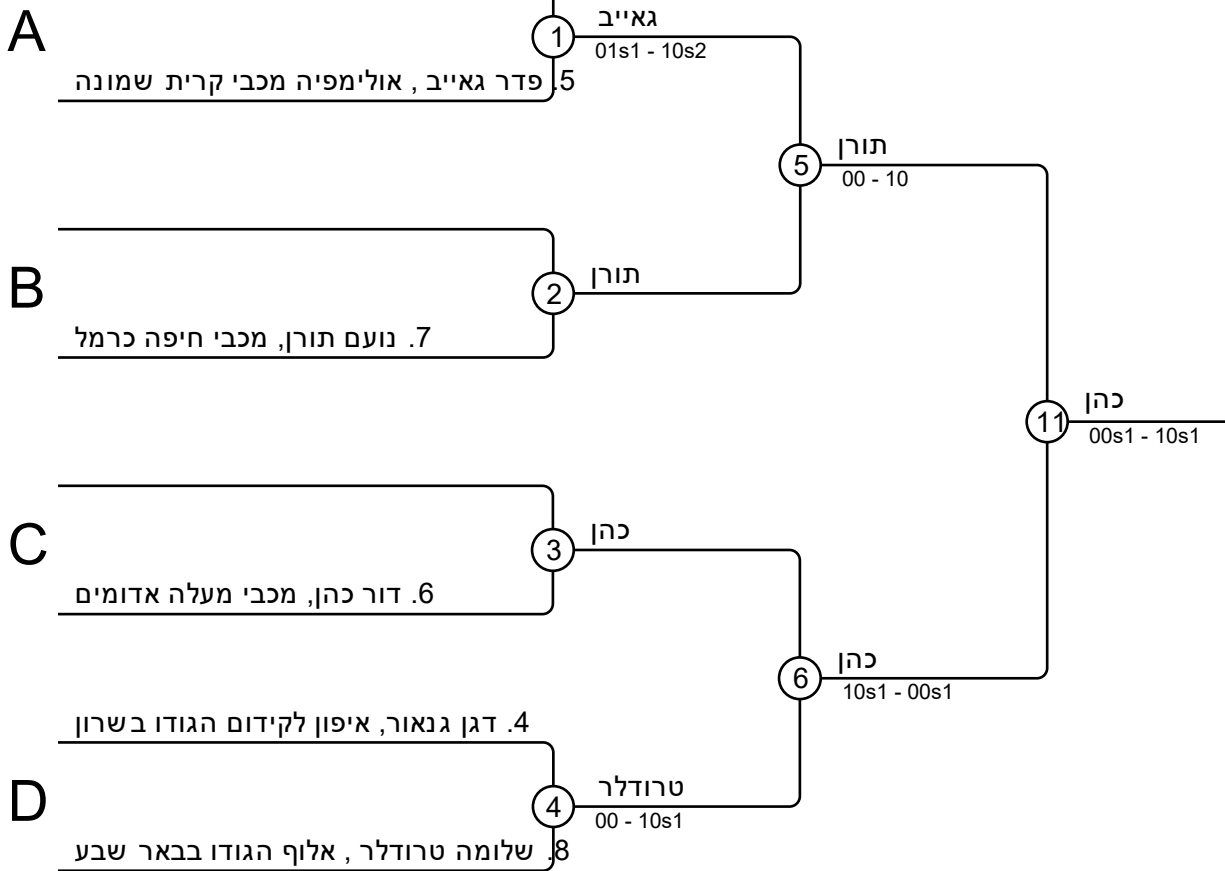 A
1
גאייב
01s1 - 10s2
5. פדר גאייב , אולימפיה מכבי קרית שמונה
5
תורן
00 - 10
B
2
תורן
7. נועם תורן, מכבי חיפה כרמל
11
כהן
00s1 - 10s1
C
3
כהן
6. דור כהן, מכבי מעלה אדומים
6
כהן
10s1 - 00s1
4. דגן גנאור, איפון לקידום הגודו בשרון
D
4
טרודלר
00 - 10s1
8. שלומה טרודלר , אלוף הגודו בבאר שבע